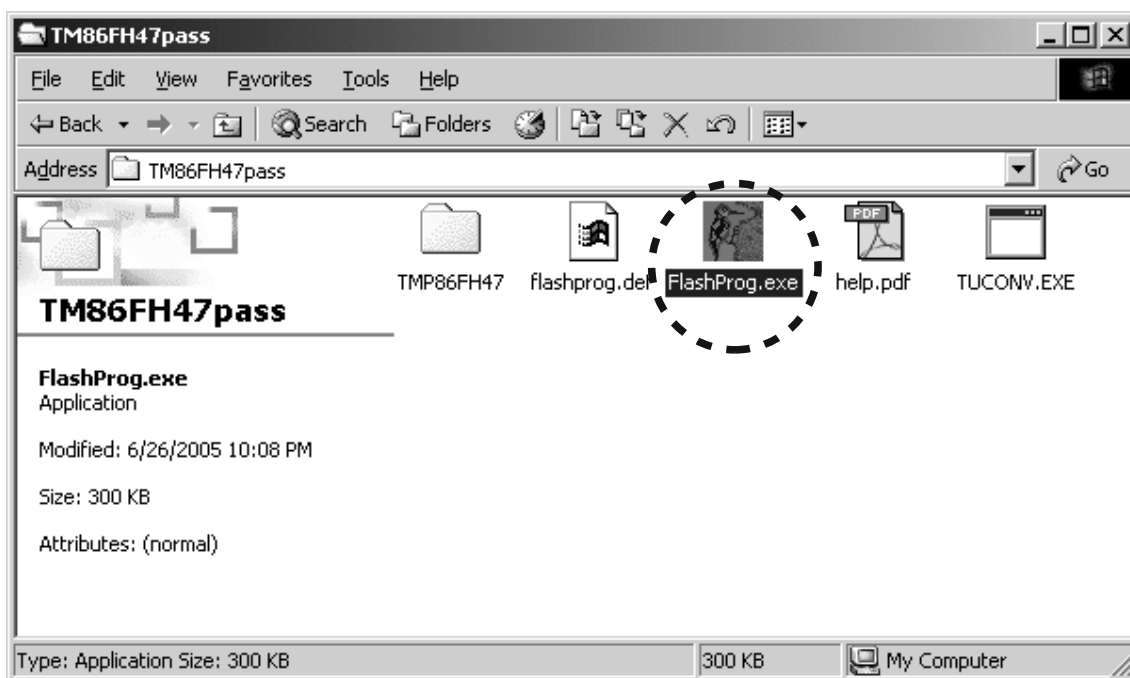 TM86FH47pass
File Edit View Favorites Tools Help
Back Search Folders
Address TM86FH47pass Go
PDF
TMP86FH47 flashprog.def FlashProg.exe help.pdf TUCONV.EXE
TM86FH47pass
FlashProg.exe
Application
Modified: 6/26/2005 10:08 PM
Size: 300 KB
Attributes: (normal)
Type: Application Size: 300 KB 300 KB My Computer